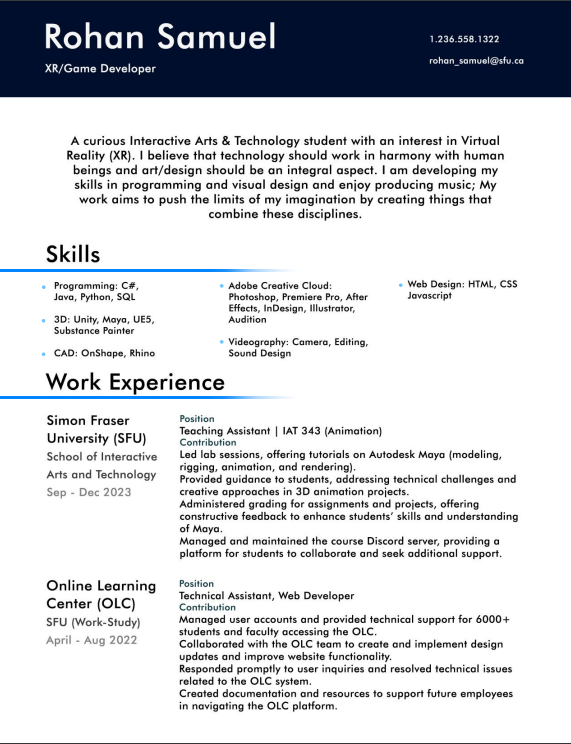 Rohan Samuel
XR/Game Developer
1.236.558.1322
rohan_samuel@sfu.ca
A curious Interactive Arts & Technology student with an interest in Virtual
Reality (XR). I believe that technology should work in harmony with human
beings and art/design should be an integral aspect. I am developing my
skills in programming and visual design and enjoy producing music; My
work aims to push the limits of my imagination by creating things that
combine these disciplines.
Skills
Programming: C#,
Java, Python, SQL
3D: Unity, Maya, UE5,
Substance Painter
CAD: OnShape, Rhino
Adobe Creative Cloud:
Photoshop, Premiere Pro, After
Effects, InDesign, Illustrator,
Audition
Videography: Camera, Editing,
Sound Design
Web Design: HTML, CSS
Javascript
Work Experience
Simon Fraser
University (SFU)
School of Interactive
Arts and Technology
Sep - Dec 2023
Position
Teaching Assistant | IAT 343 (Animation)
Contribution
Led lab sessions, offering tutorials on Autodesk Maya (modeling,
rigging, animation, and rendering).
Provided guidance to students, addressing technical challenges and
creative approaches in 3D animation projects.
Administered grading for assignments and projects, offering
constructive feedback to enhance students’ skills and understanding
of Maya.
Managed and maintained the course Discord server, providing a
platform for students to collaborate and seek additional support.
Online Learning
Center (OLC)
SFU (Work-Study)
April - Aug 2022
Position
Technical Assistant, Web Developer
Contribution
Managed user accounts and provided technical support for 6000+
students and faculty accessing the OLC.
Collaborated with the OLC team to create and implement design
updates and improve website functionality.
Responded promptly to user inquiries and resolved technical issues
related to the OLC system.
Created documentation and resources to support future employees
in navigating the OLC platform.